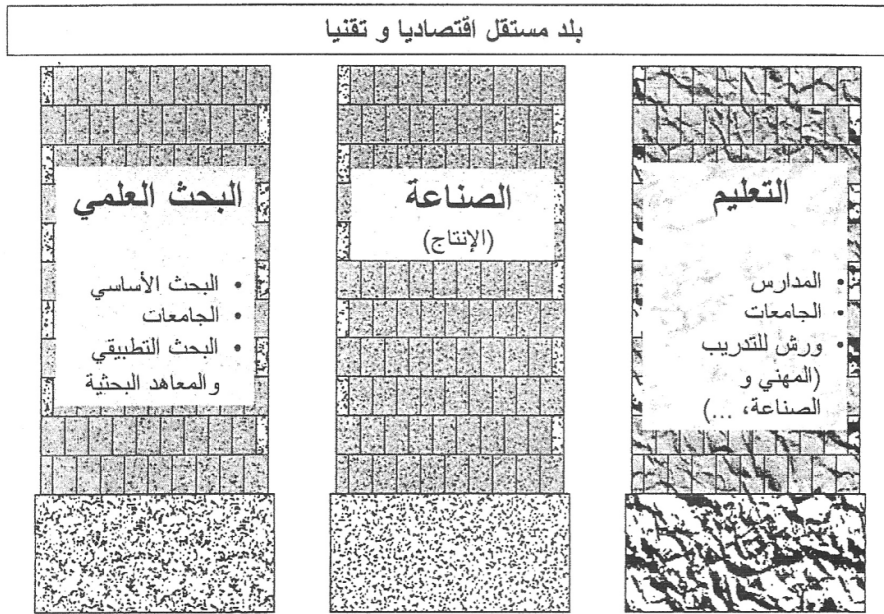 بلد مستقل اقتصاديا و تقنيا
التعليم
• المدارس
• الجامعات
• ورش للتدريب
(المهني و
الصناعة، ...)
الصناعة
(الإنتاج)
البحث العلمي
• البحث الأساسي
• الجامعات
• البحث التطبيقي
والمعاهد البحثية